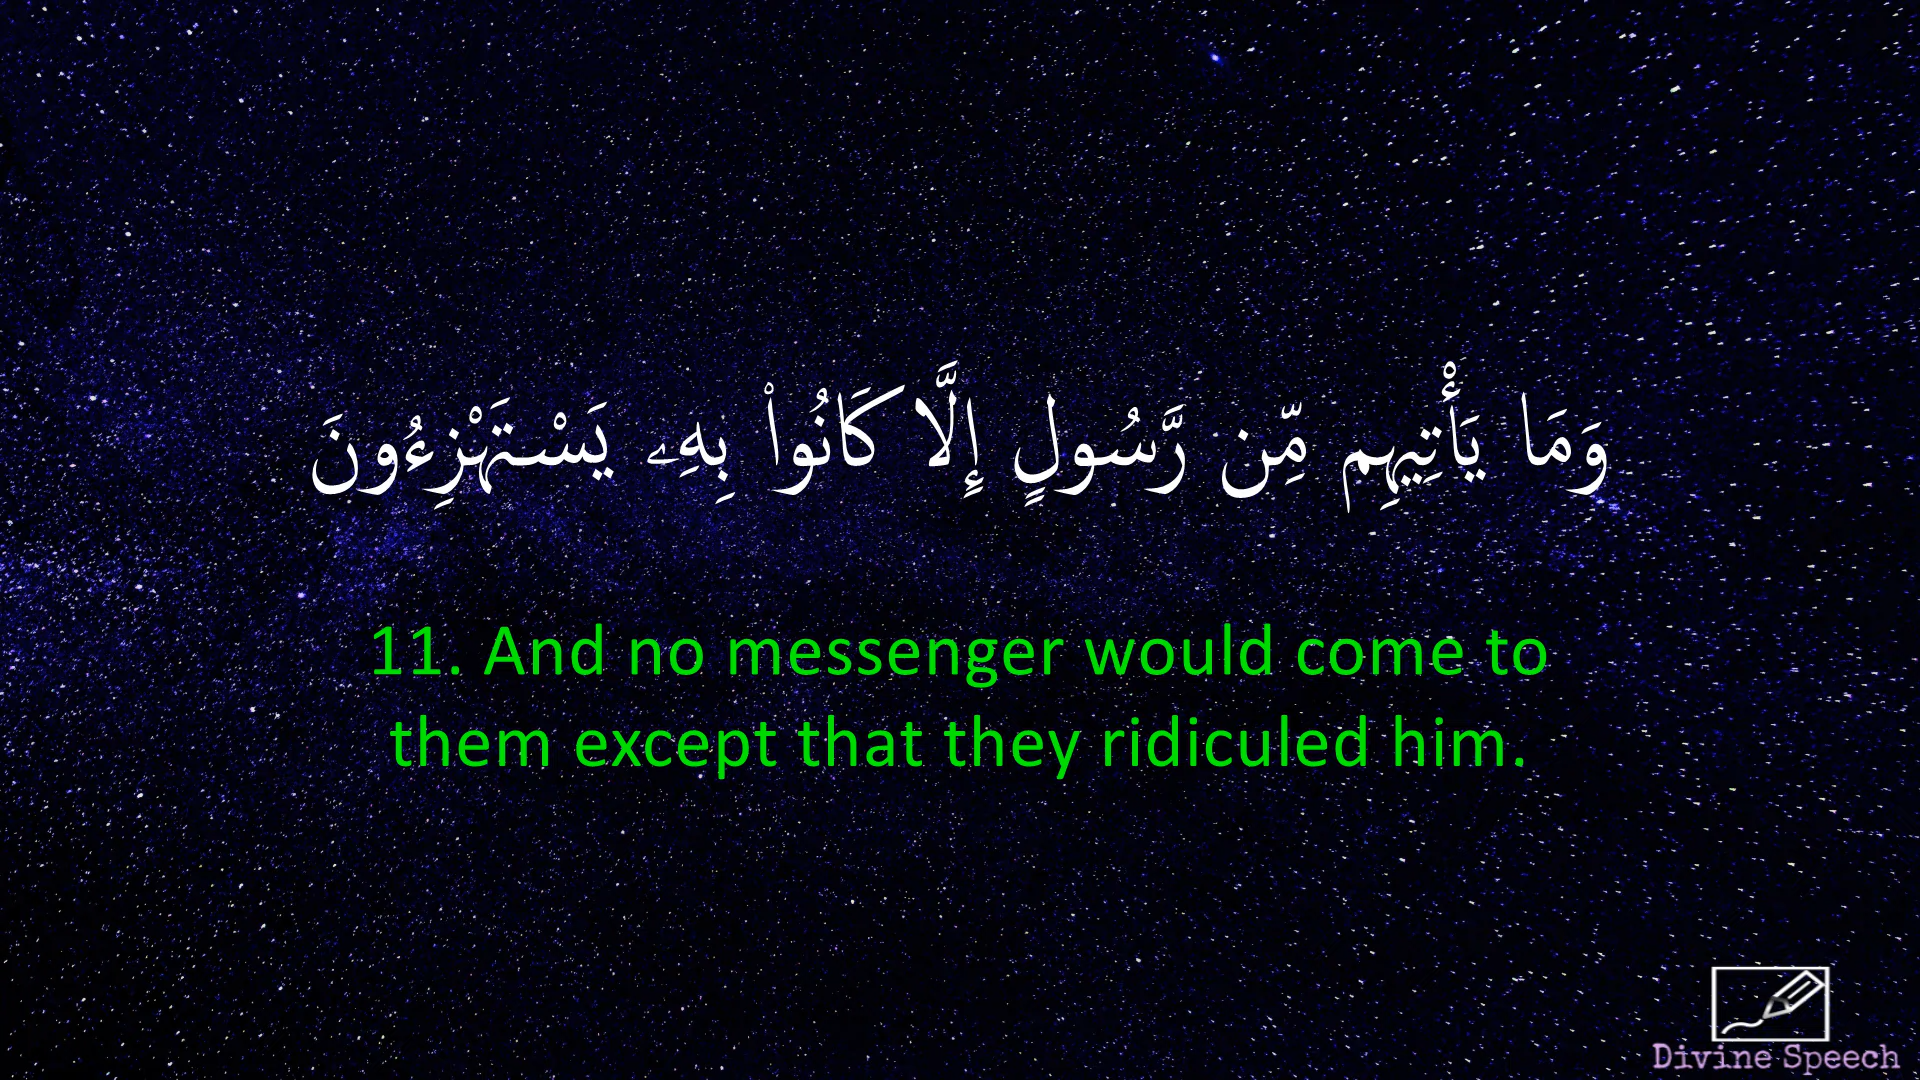 وَمَا يَأْتِيهِم مِّن رَّسُولٍ إِلَّا كَانُوا۟ بِهِۦ يَسْتَهْزِءُونَ
11. And no messenger would come to
them except that they ridiculed him.
Divine Speech